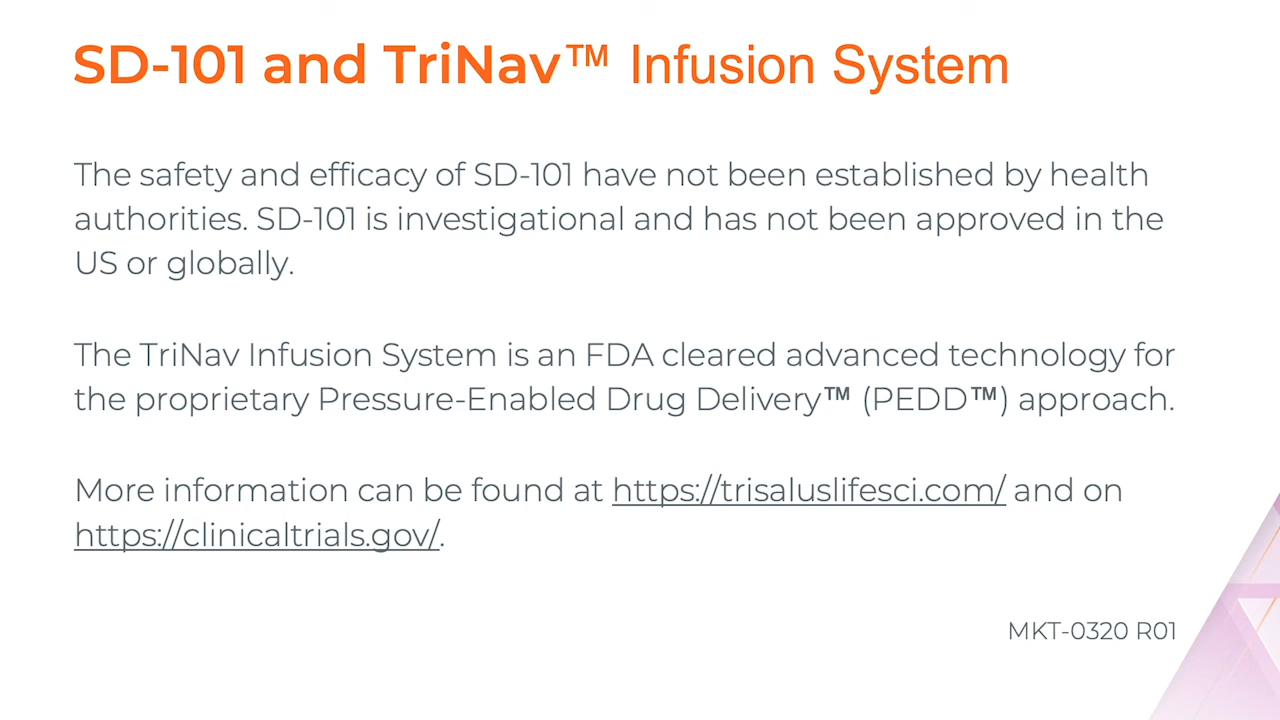 SD-101 and TriNav™ Infusion System
The safety and efficacy of SD-101 have not been established by health
authorities. SD-101 is investigational and has not been approved in the
US or globally.
The TriNav Infusion System is an FDA cleared advanced technology for
the proprietary Pressure-Enabled Drug Delivery™ (PEDD™) approach.
More information can be found at https://trisaluslifesci.com/ and on
https://clinicaltrials.gov/.
MKT-0320 R01